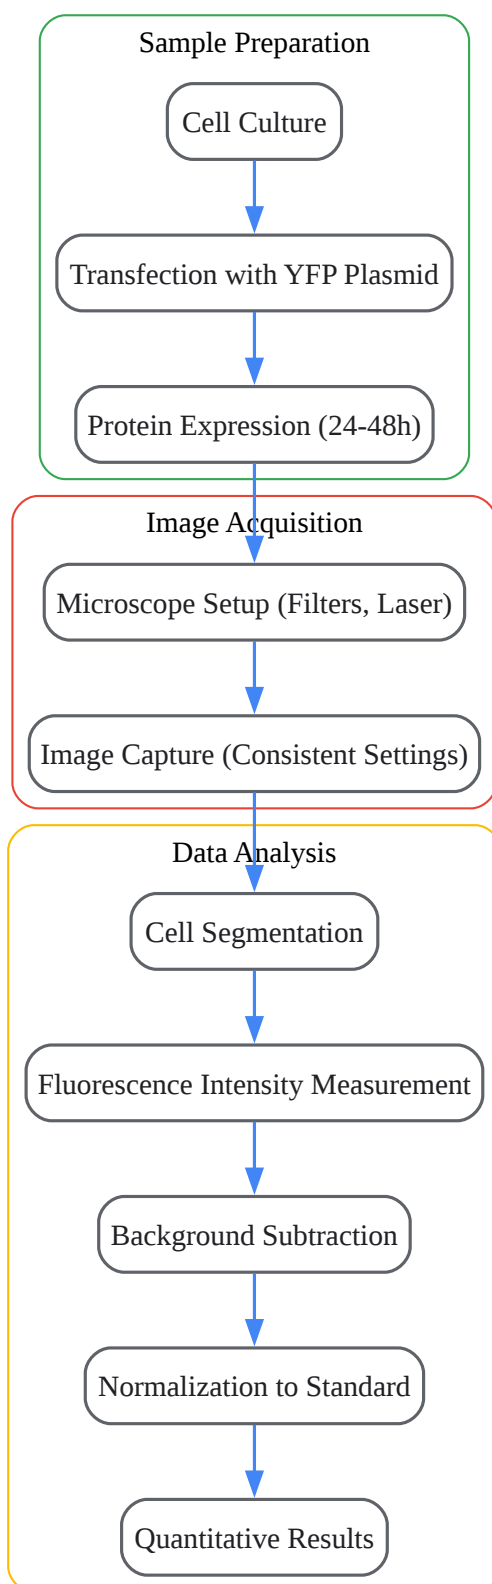 Sample Preparation
Cell Culture
Transfection with YFP Plasmid
Protein Expression (24-48h)
Image Acquisition
Microscope Setup (Filters, Laser)
Image Capture (Consistent Settings)
Data Analysis
Cell Segmentation
Fluorescence Intensity Measurement
Background Subtraction
Normalization to Standard
Quantitative Results